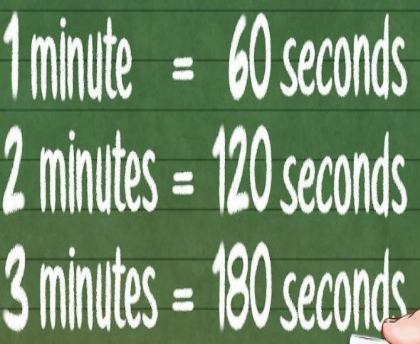 1 minute = 60 seconds
2 minutes = 120 seconds
3 minutes = 180 seconds